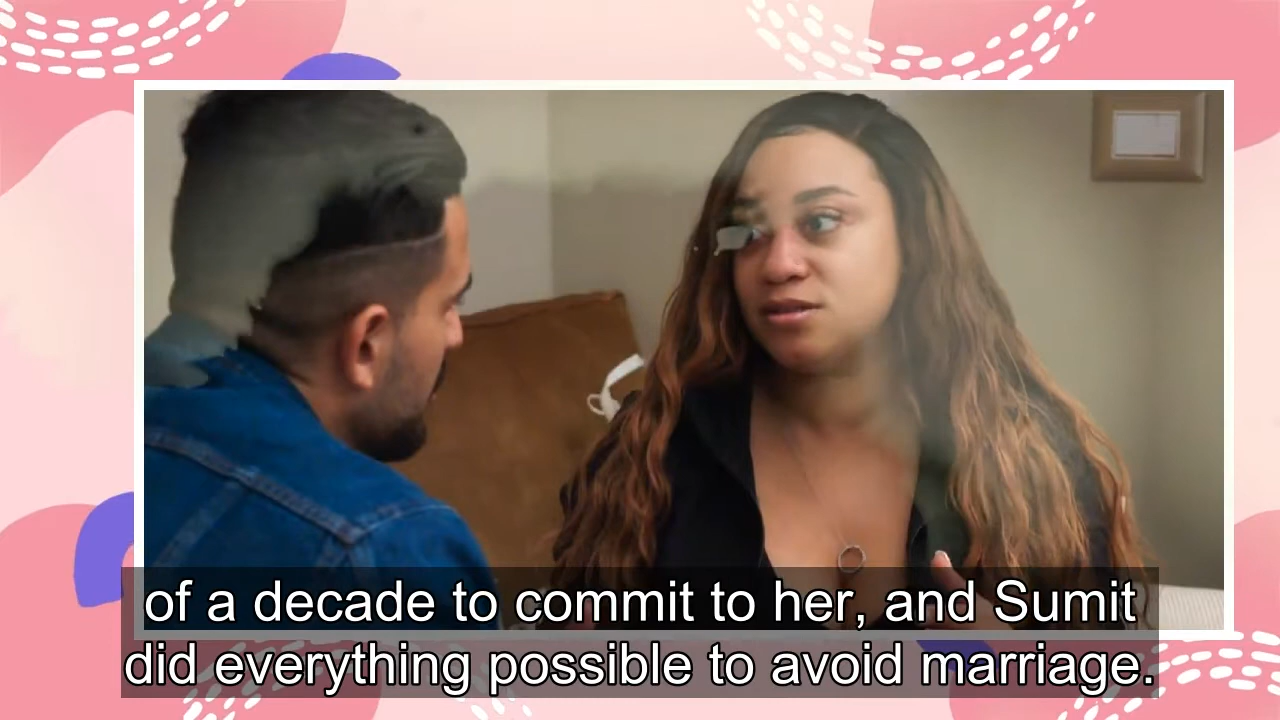 of a decade to commit to her, and Sumit
did everything possible to avoid marriage.